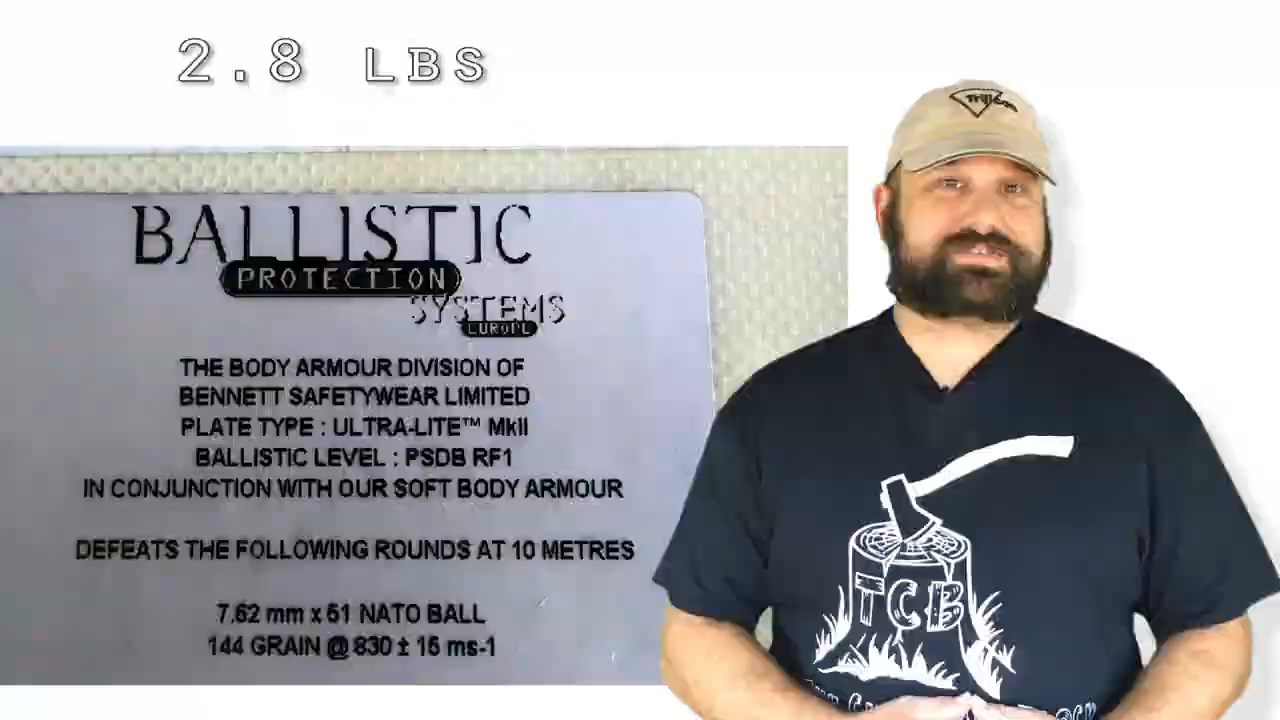 2.8 LBS
BALLISTIC
PROTECTION
SYSTEMS
EUROPE
THE BODY ARMOUR DIVISION OF
BENNETT SAFETYWEAR LIMITED
PLATE TYPE : ULTRA-LITE™ MkII
BALLISTIC LEVEL : PSDB RF1
IN CONJUNCTION WITH OUR SOFT BODY ARMOUR
DEFEATS THE FOLLOWING ROUNDS AT 10 METRES
7.62 mm x 51 NATO BALL
144 GRAIN @ 830 ± 15 ms-1
TCB